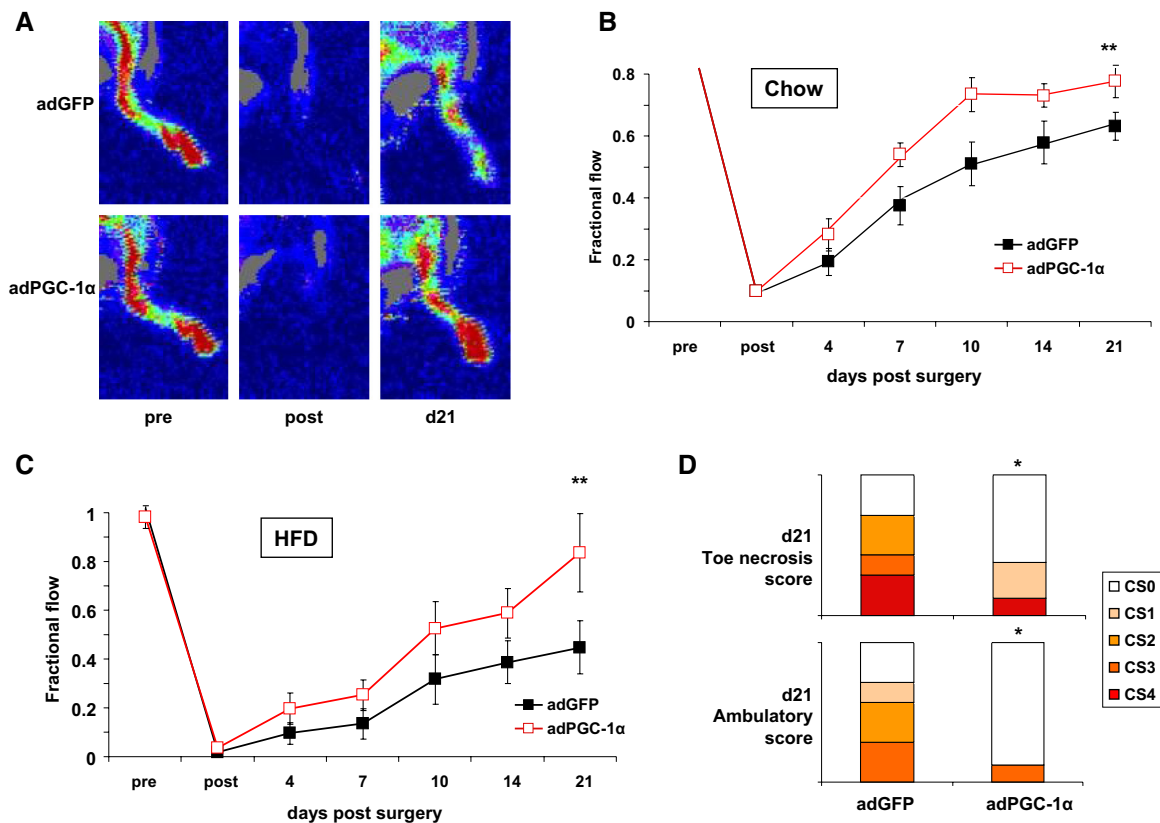 A
adGFP
adPGC-1α
pre
post
d21
B
**
Chow
0.8
0.6
0.4
0.2
0
Fractional flow
adGFP
adPGC-1α
pre
post
4
7
10
14
21
days post surgery
C
**
HFD
1
0.8
0.6
0.4
0.2
0
Fractional flow
adGFP
adPGC-1α
pre
post
4
7
10
14
21
days post surgery
D
*
d21
Toe necrosis
score
*
d21
Ambulatory
score
adGFP
adPGC-1α
CS0
CS1
CS2
CS3
CS4